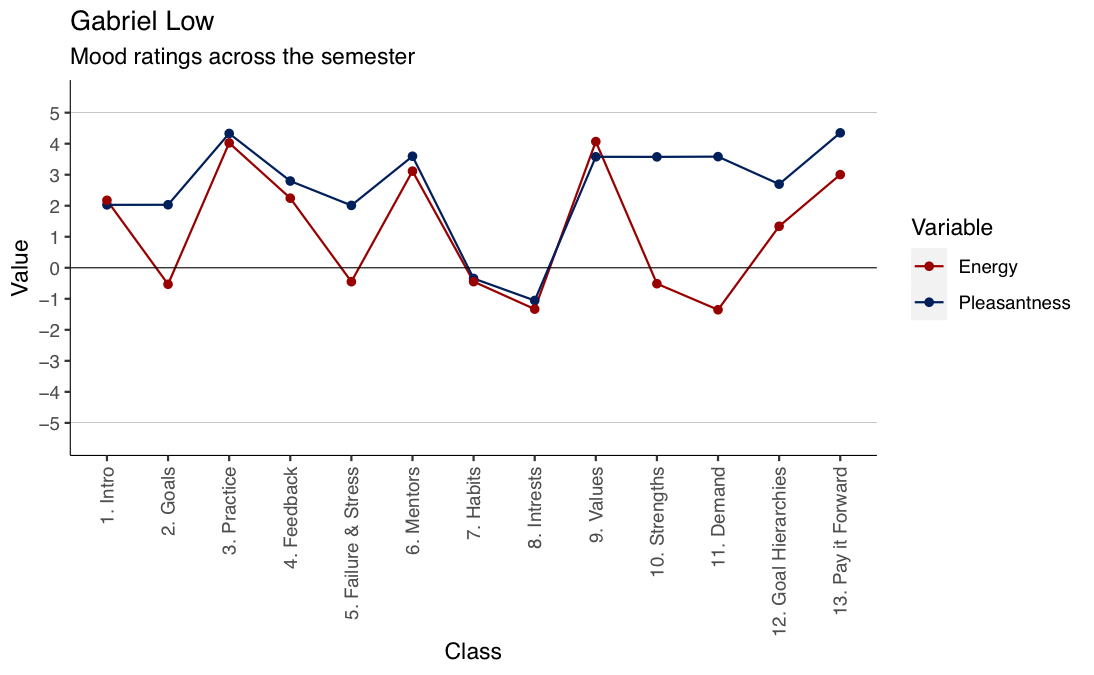 Gabriel Low
Mood ratings across the semester
Value
5
4
3
2
1
0
−1
−2
−3
−4
−5
1. Intro
2. Goals
3. Practice
4. Feedback
5. Failure & Stress
6. Mentors
7. Habits
8. Intrests
9. Values
10. Strengths
11. Demand
12. Goal Hierarchies
13. Pay it Forward
Class
Variable
Energy
Pleasantness